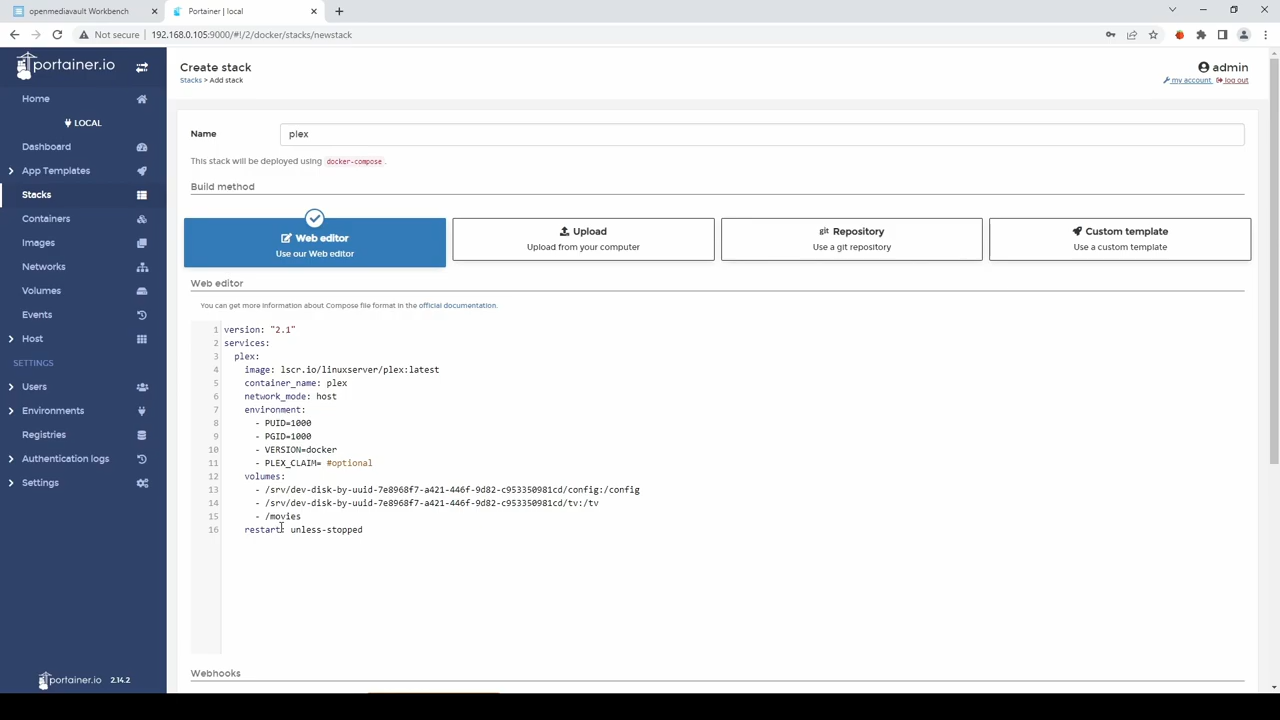 openmediavault Workbench
Portainer | local
Not secure
192.168.0.105:9000/#!/2/docker/stacks/newstack
portainer.io
Home
LOCAL
Dashboard
App Templates
Stacks
Containers
Images
Networks
Volumes
Events
Host
SETTINGS
Users
Environments
Registries
Authentication logs
Settings
portainer.io 2.14.2
Create stack
Stacks > Add stack
admin
my account log out
Name
plex
This stack will be deployed using docker-compose.
Build method
Web editor
Use our Web editor
Upload
Upload from your computer
git Repository
Use a git repository
Custom template
Use a custom template
Web editor
You can get more information about Compose file format in the official documentation.
1 version: "2.1"
2 services:
3 plex:
4 image: lscr.io/linuxserver/plex:latest
5 container_name: plex
6 network_mode: host
7 environment:
8 - PUID=1000
9 - PGID=1000
10 - VERSION=docker
11 - PLEX_CLAIM= #optional
12 volumes:
13 - /srv/dev-disk-by-uuid-7e8968f7-a421-446f-9d82-c953350981cd/config:/config
14 - /srv/dev-disk-by-uuid-7e8968f7-a421-446f-9d82-c953350981cd/tv:/tv
15 - /movies
16 restart: unless-stopped
Webhooks